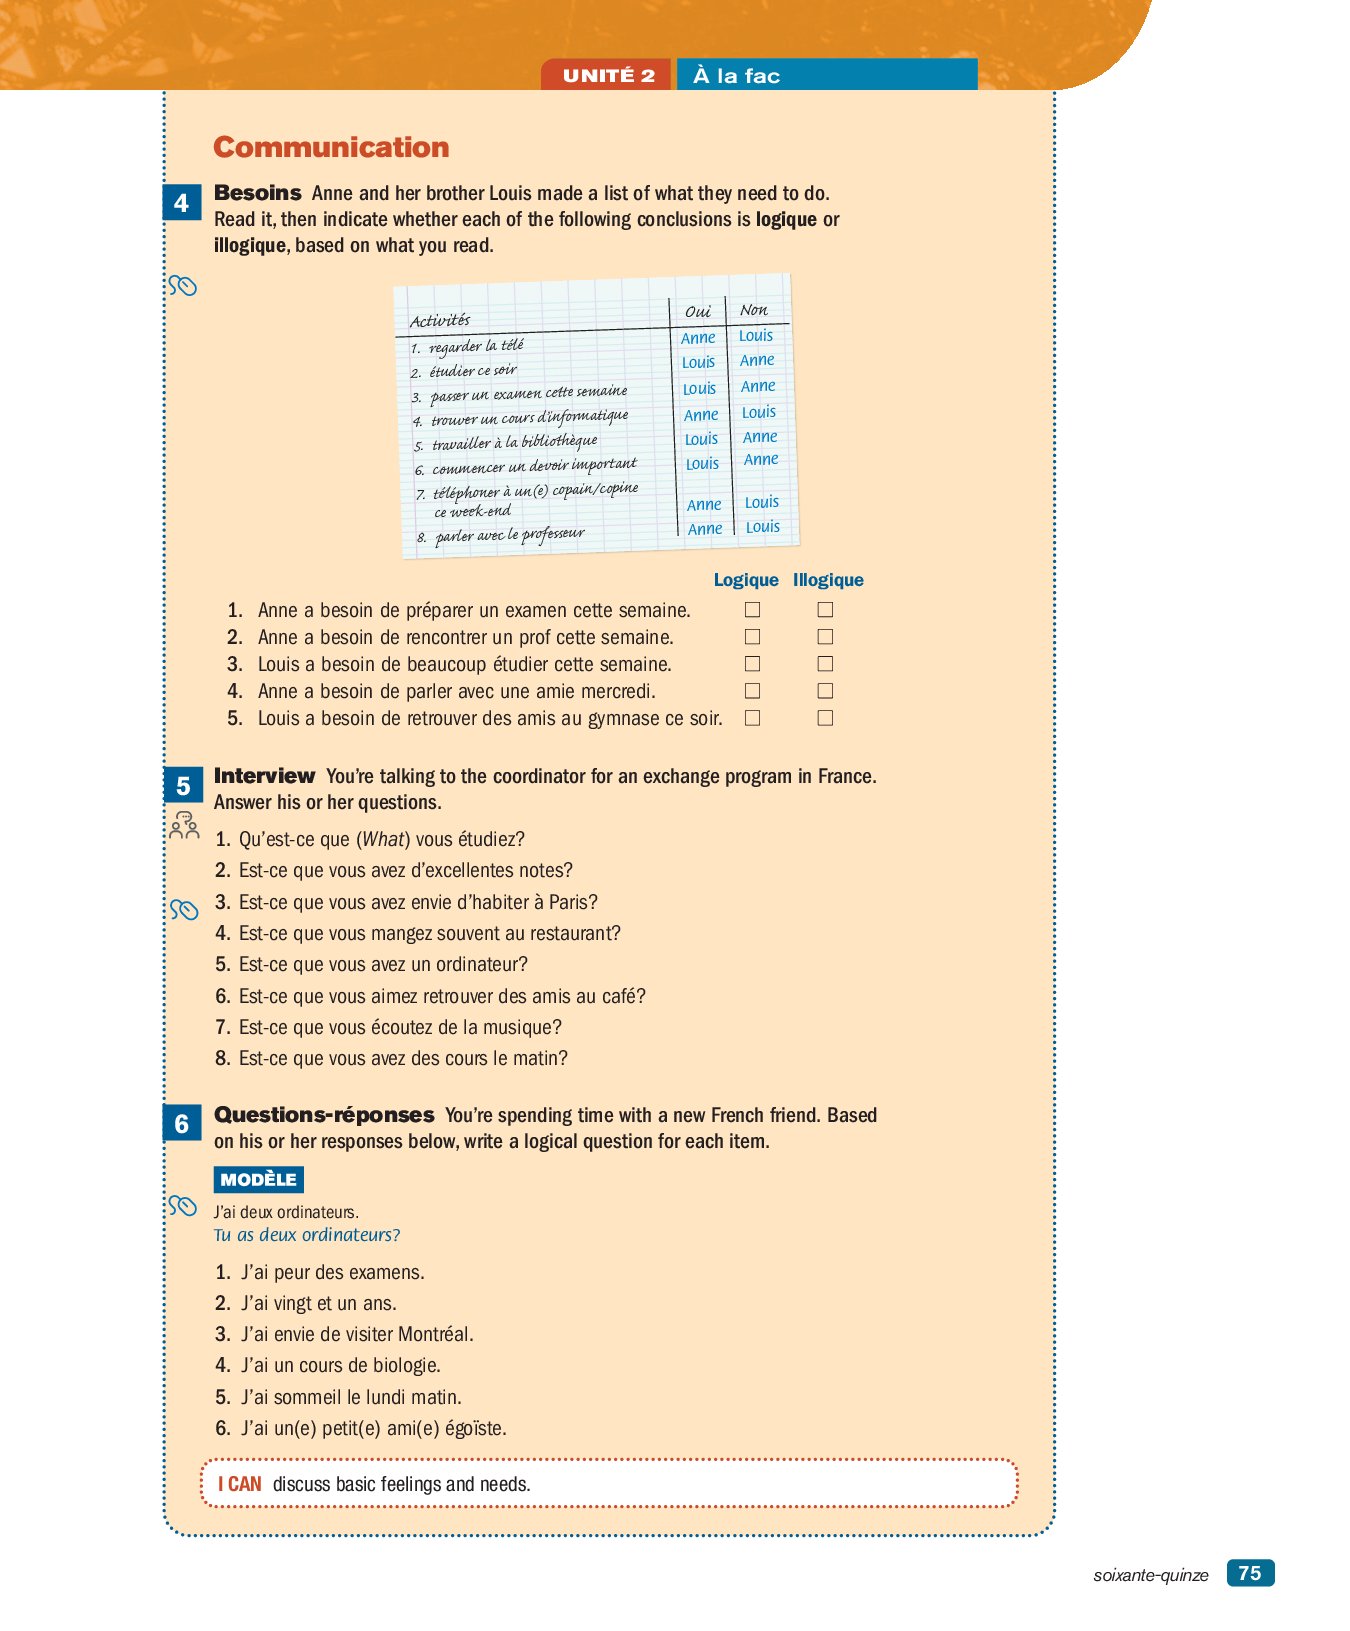 UNITÉ 2 À la fac
Communication
4 Besoins Anne and her brother Louis made a list of what they need to do.
Read it, then indicate whether each of the following conclusions is logique or
illogique, based on what you read.
Activités Oui Non
1. regarder la télé Anne Louis
2. étudier ce soir Louis Anne
3. passer un examen cette semaine Louis Anne
4. trouver un cours d'informatique Anne Louis
5. travailler à la bibliothèque Louis Anne
6. commencer un devoir important Louis Anne
7. téléphoner à un(e) copain/copine
ce week-end Anne Louis
8. parler avec le professeur Anne Louis
Logique Illogique
1. Anne a besoin de préparer un examen cette semaine.
2. Anne a besoin de rencontrer un prof cette semaine.
3. Louis a besoin de beaucoup étudier cette semaine.
4. Anne a besoin de parler avec une amie mercredi.
5. Louis a besoin de retrouver des amis au gymnase ce soir.
5 Interview You're talking to the coordinator for an exchange program in France.
Answer his or her questions.
1. Qu'est-ce que (What) vous étudiez?
2. Est-ce que vous avez d'excellentes notes?
3. Est-ce que vous avez envie d'habiter à Paris?
4. Est-ce que vous mangez souvent au restaurant?
5. Est-ce que vous avez un ordinateur?
6. Est-ce que vous aimez retrouver des amis au café?
7. Est-ce que vous écoutez de la musique?
8. Est-ce que vous avez des cours le matin?
6 Questions-réponses You're spending time with a new French friend. Based
on his or her responses below, write a logical question for each item.
MODÈLE
J'ai deux ordinateurs.
Tu as deux ordinateurs?
1. J'ai peur des examens.
2. J'ai vingt et un ans.
3. J'ai envie de visiter Montréal.
4. J'ai un cours de biologie.
5. J'ai sommeil le lundi matin.
6. J'ai un(e) petit(e) ami(e) égoïste.
I CAN discuss basic feelings and needs.
soixante-quinze 75